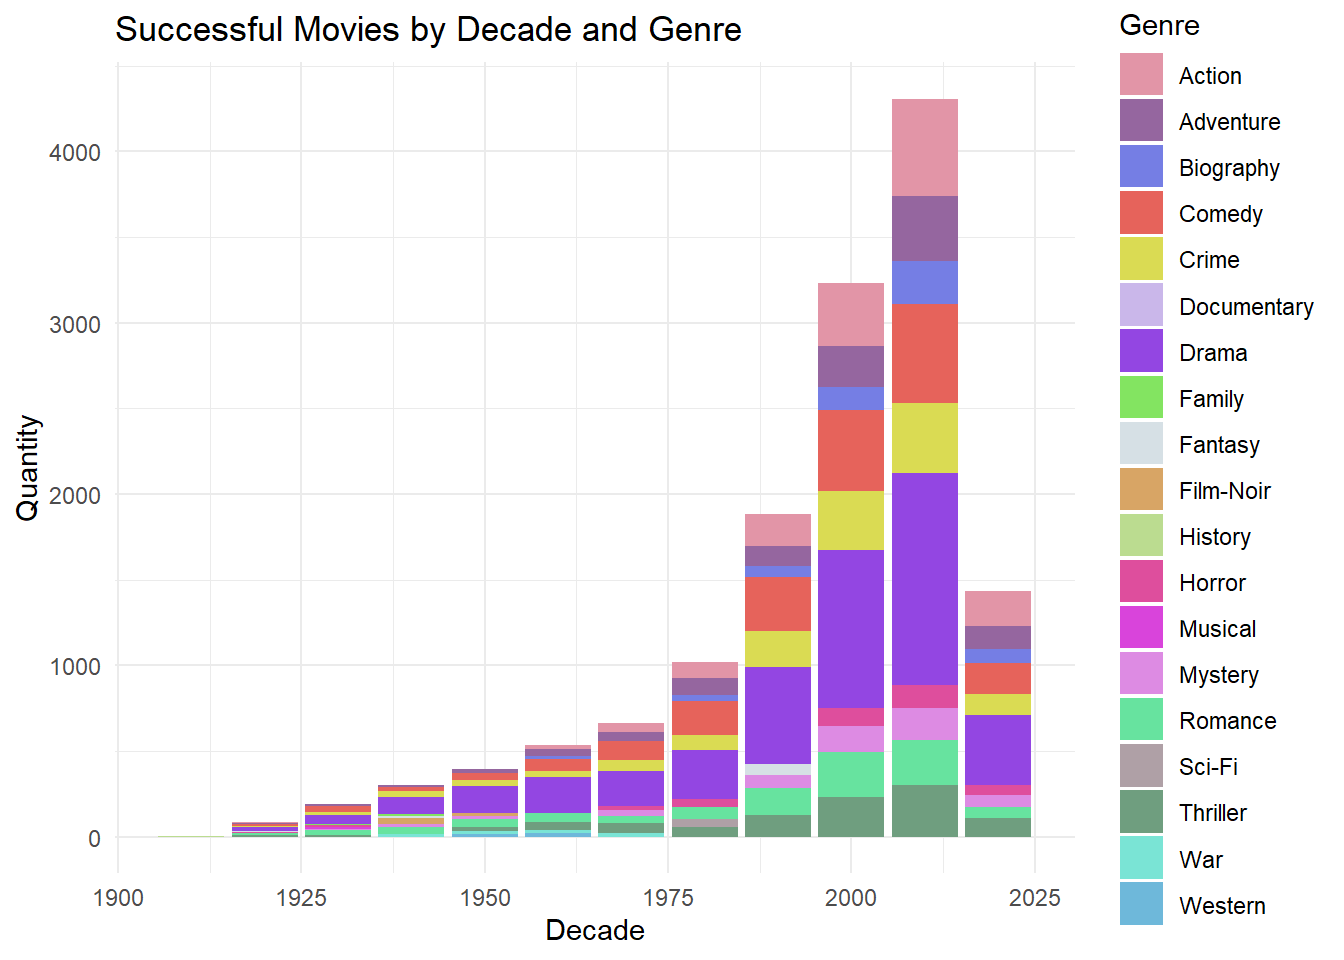 Successful Movies by Decade and Genre
Quantity
4000
3000
2000
1000
0
1900 1925 1950 1975 2000 2025
Decade
Genre
Action
Adventure
Biography
Comedy
Crime
Documentary
Drama
Family
Fantasy
Film-Noir
History
Horror
Musical
Mystery
Romance
Sci-Fi
Thriller
War
Western